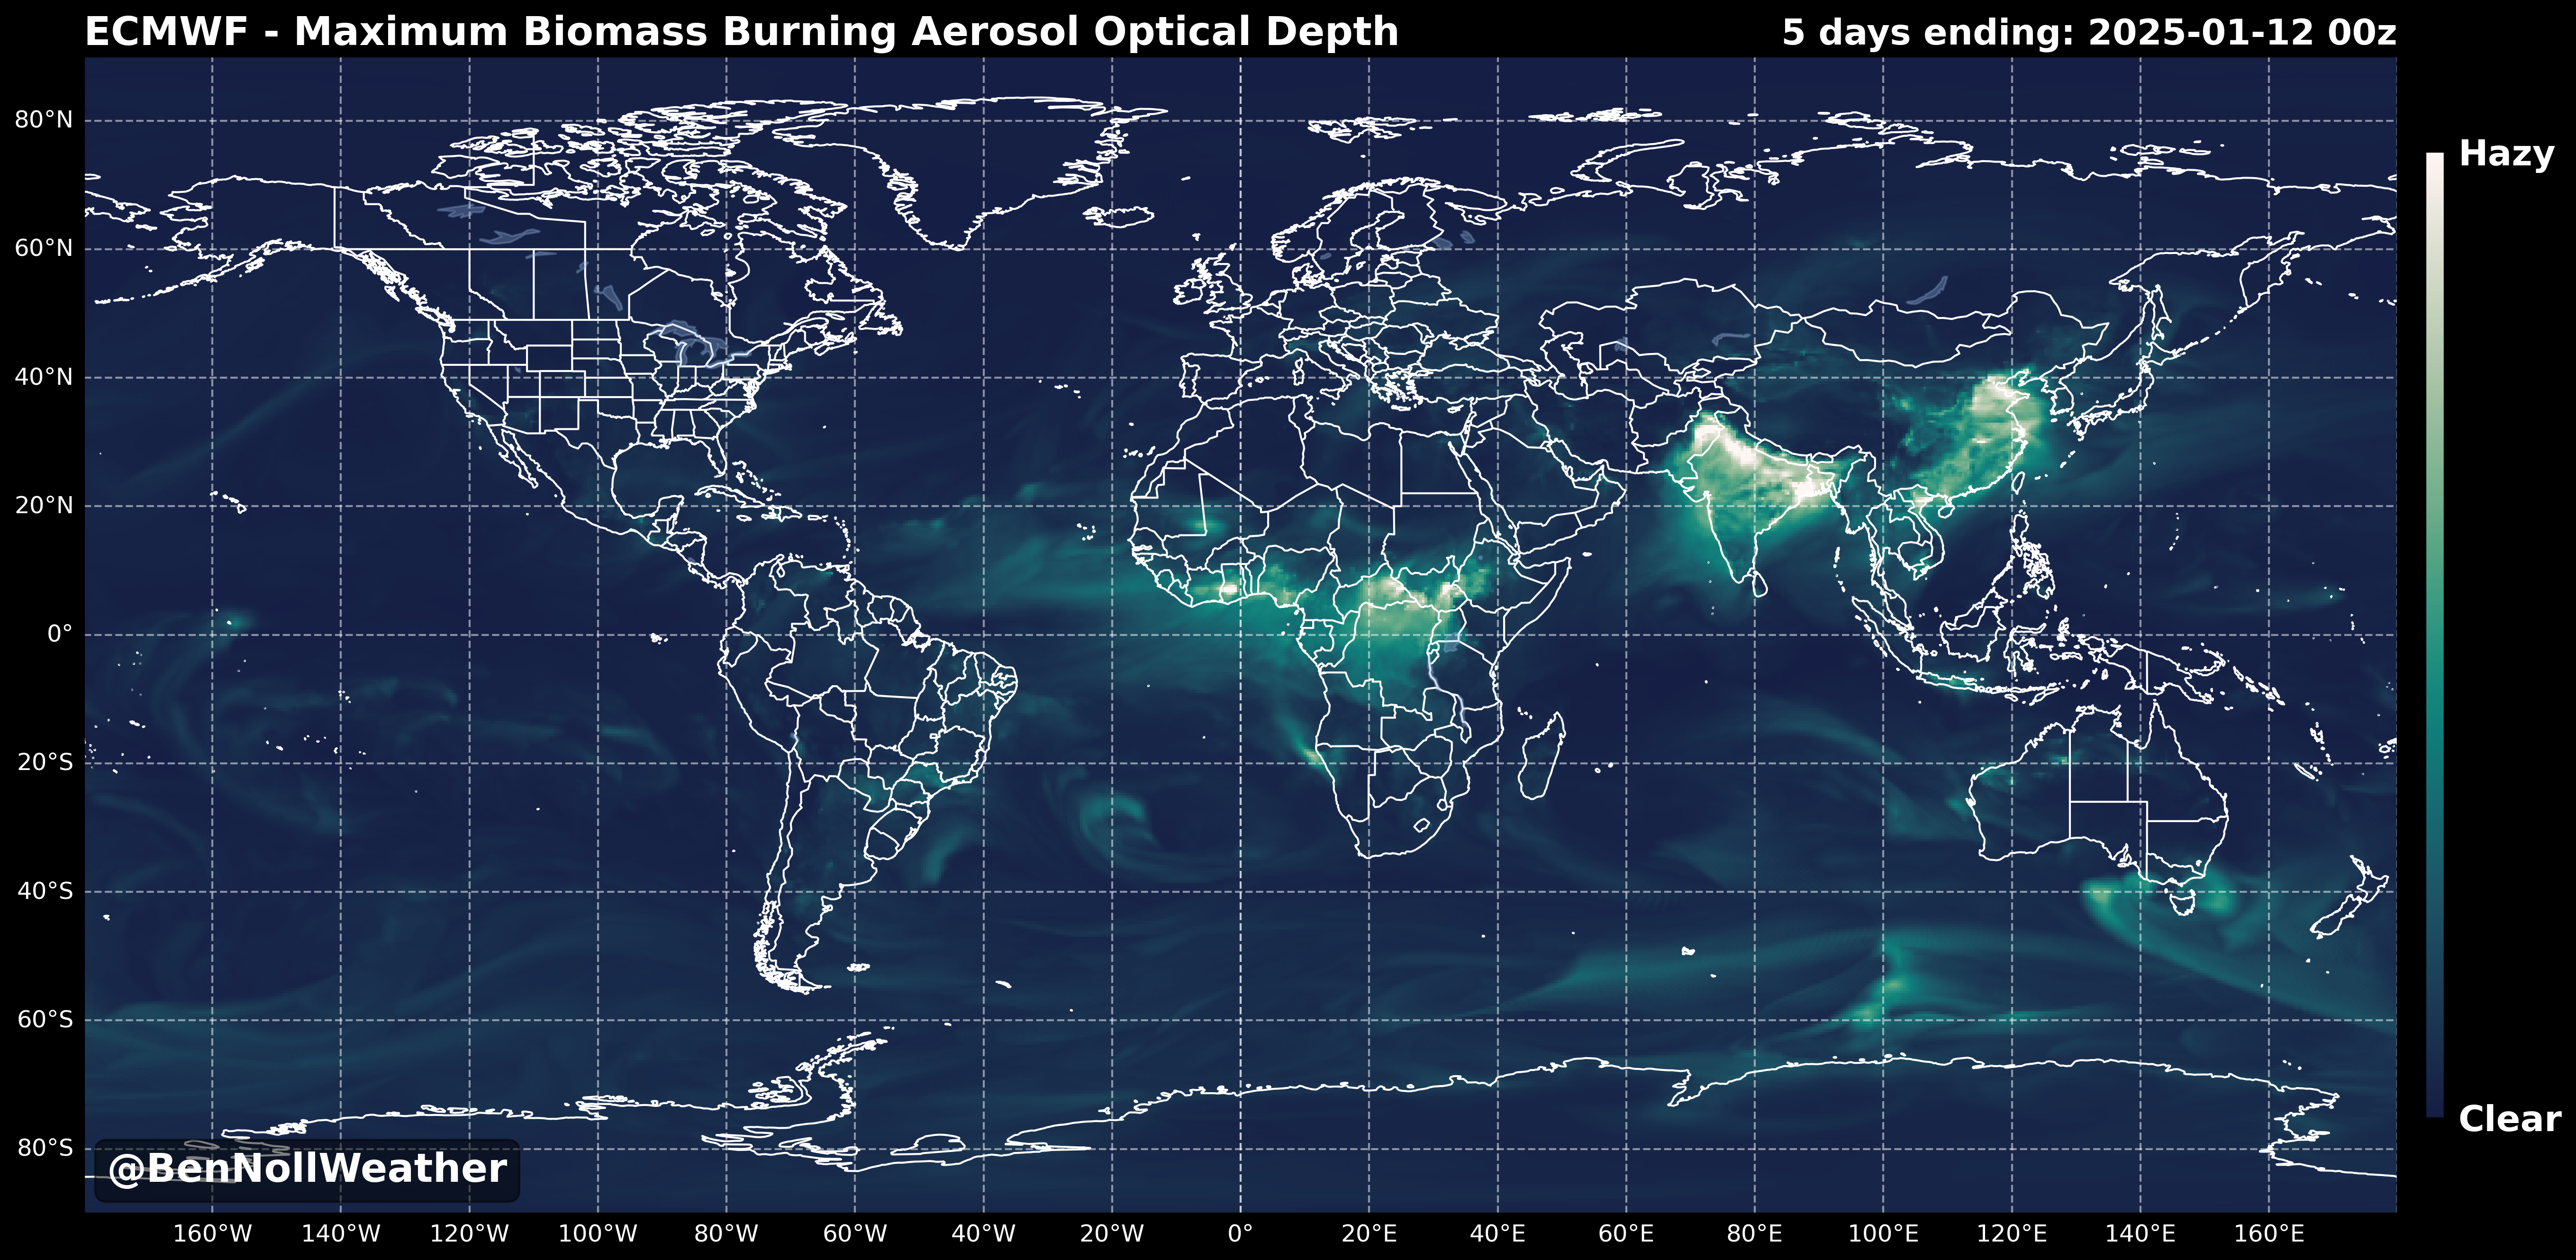 ECMWF - Maximum Biomass Burning Aerosol Optical Depth
5 days ending: 2025-01-12 00z
Hazy
80°N
60°N
40°N
20°N
0°
20°S
40°S
60°S
80°S
Clear
@BenNollWeather
160°W 140°W 120°W 100°W 80°W 60°W 40°W 20°W 0° 20°E 40°E 60°E 80°E 100°E 120°E 140°E 160°E